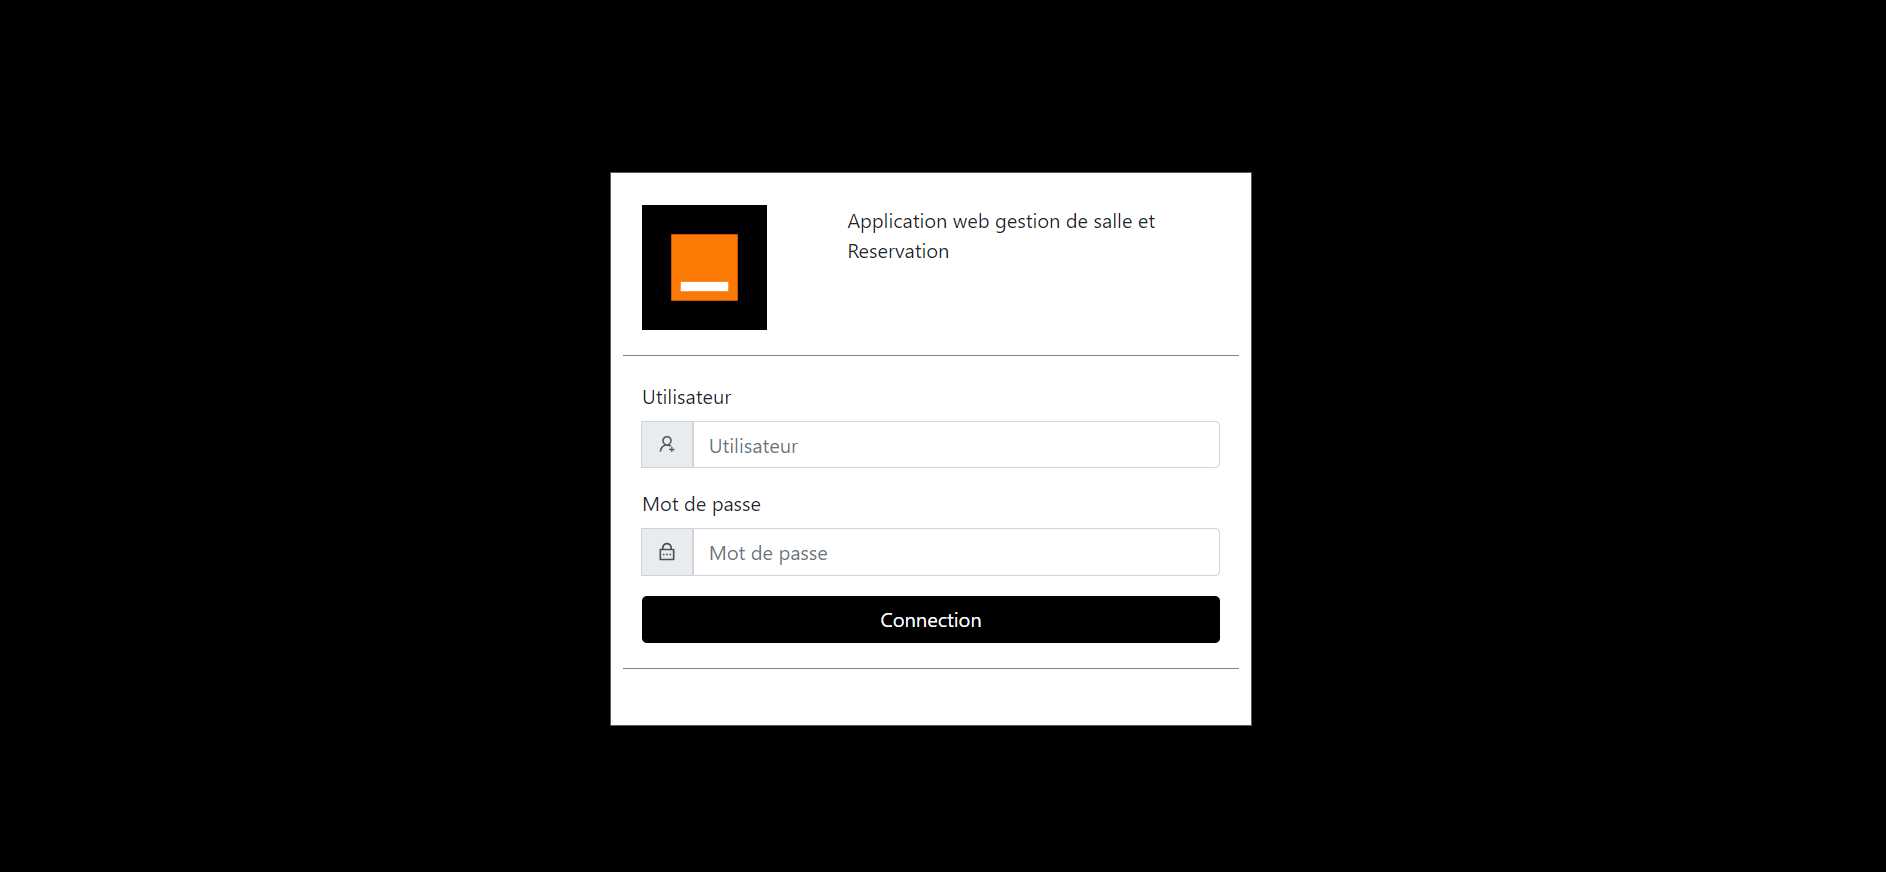 Application web gestion de salle et
Reservation
Utilisateur
Utilisateur
Mot de passe
Mot de passe
Connection